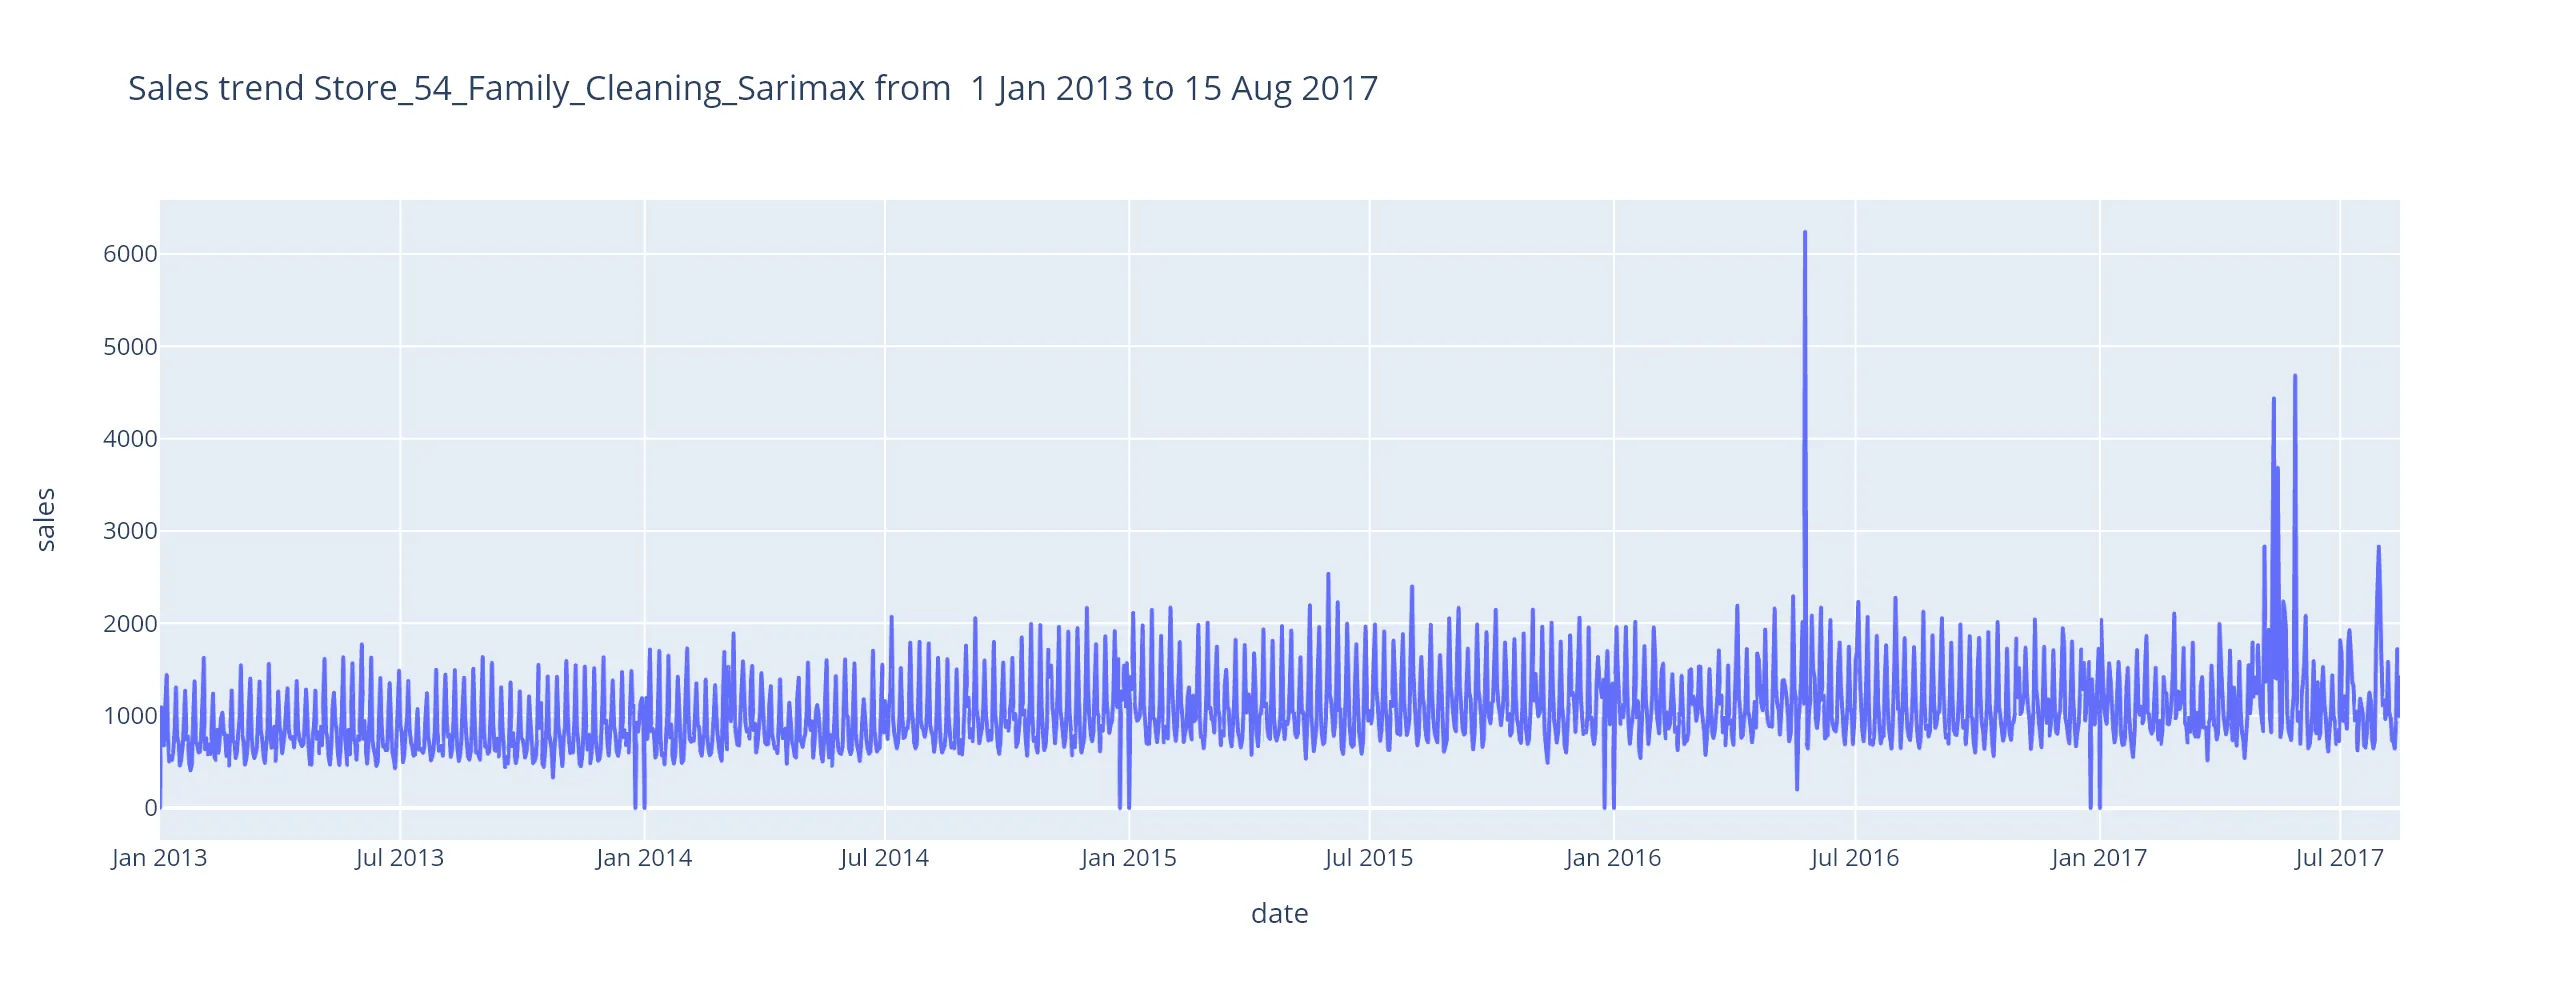 Sales trend Store_54_Family_Cleaning_Sarimax from  1 Jan 2013 to 15 Aug 2017
6000
5000
4000
3000
2000
1000
0
sales
Jan 2013 Jul 2013 Jan 2014 Jul 2014 Jan 2015 Jul 2015 Jan 2016 Jul 2016 Jan 2017 Jul 2017
date